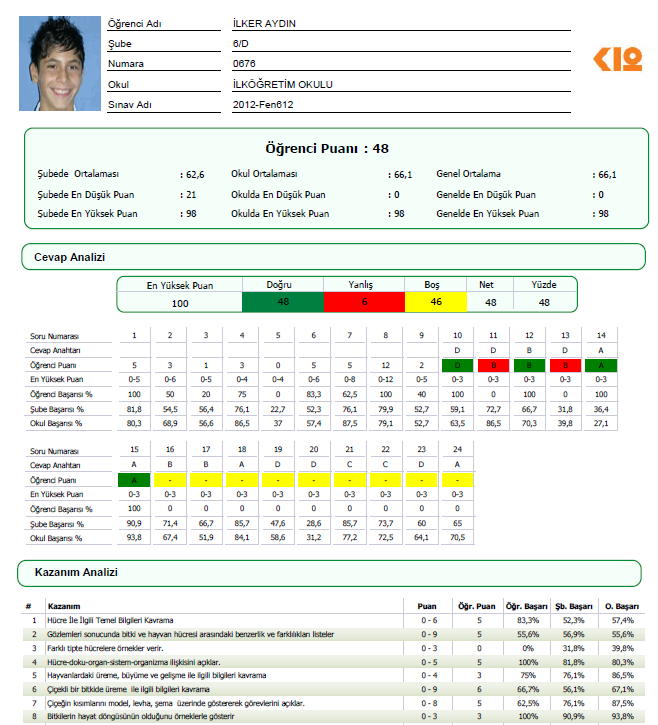 Öğrenci Adı İLKER AYDIN
Şube 6/D
Numara 0676
Okul İLKÖĞRETİM OKULU
Sınav Adı 2012-Fen612
K12
Öğrenci Puanı : 48
Şubede Ortalaması : 62,6 Okul Ortalaması : 66,1 Genel Ortalama : 66,1
Şubede En Düşük Puan : 21 Okulda En Düşük Puan : 0 Genelde En Düşük Puan : 0
Şubede En Yüksek Puan : 98 Okulda En Yüksek Puan : 98 Genelde En Yüksek Puan : 98
Cevap Analizi
En Yüksek Puan Doğru Yanlış Boş Net Yüzde
100 48 6 46 48 48
Soru Numarası 1 2 3 4 5 6 7 8 9 10 11 12 13 14
Cevap Anahtarı D D B D A
Öğrenci Puanı 5 3 1 3 0 5 5 12 2 D B B B A
En Yüksek Puan 0-5 0-6 0-5 0-4 0-4 0-6 0-8 0-12 0-5 0-3 0-3 0-3 0-3 0-3
Öğrenci Başarısı % 100 50 20 75 0 83,3 62,5 100 40 100 0 100 0 100
Şube Başarısı % 81,8 54,5 56,4 76,1 22,7 52,3 76,1 79,9 52,7 59,1 72,7 66,7 31,8 36,4
Okul Başarısı % 80,3 68,9 56,6 86,5 37 57,4 87,5 79,1 52,7 63,5 86,5 70,3 39,8 27,1
Soru Numarası 15 16 17 18 19 20 21 22 23 24
Cevap Anahtarı A B B A D D C C D A
Öğrenci Puanı A - - - - - - - - -
En Yüksek Puan 0-3 0-3 0-3 0-3 0-3 0-3 0-3 0-3 0-3 0-3
Öğrenci Başarısı % 100 0 0 0 0 0 0 0 0 0
Şube Başarısı % 90,9 71,4 66,7 85,7 47,6 28,6 85,7 73,7 60 65
Okul Başarısı % 93,8 67,4 51,9 84,1 58,6 31,2 77,2 72,5 64,1 70,5
Kazanım Analizi
# Kazanım Puan Öğr. Puan Öğr. Başarı Şb. Başarı O. Başarı
1 Hücre İle İlgili Temel Bilgileri Kavrama 0 - 6 5 83,3% 52,3% 57,4%
2 Gözlemleri sonucunda bitki ve hayvan hücresi arasındaki benzerlik ve farklılıkları listeler 0 - 9 5 55,6% 56,9% 55,6%
3 Farklı tipte hücrelere örnekler verir. 0 - 3 0 0% 31,8% 39,8%
4 Hücre-doku-organ-sistem-organizma ilişkisini açıklar. 0 - 5 5 100% 81,8% 80,3%
5 Hayvanlardaki üreme, büyüme ve gelişme ile ilgili bilgileri kavrama 0 - 4 3 75% 76,1% 86,5%
6 Çiçekli bir bitkide üreme ile ilgili bilgileri kavrama 0 - 9 6 66,7% 56,1% 67,1%
7 Çiçeğin kısımlarını model, levha, şema üzerinde göstererek görevlerini açıklar. 0 - 8 5 62,5% 76,1% 87,5%
8 Bitkilerin hayat döngüsünün olduğunu örneklerle gösterir 0 - 3 3 100% 90,9% 93,8%